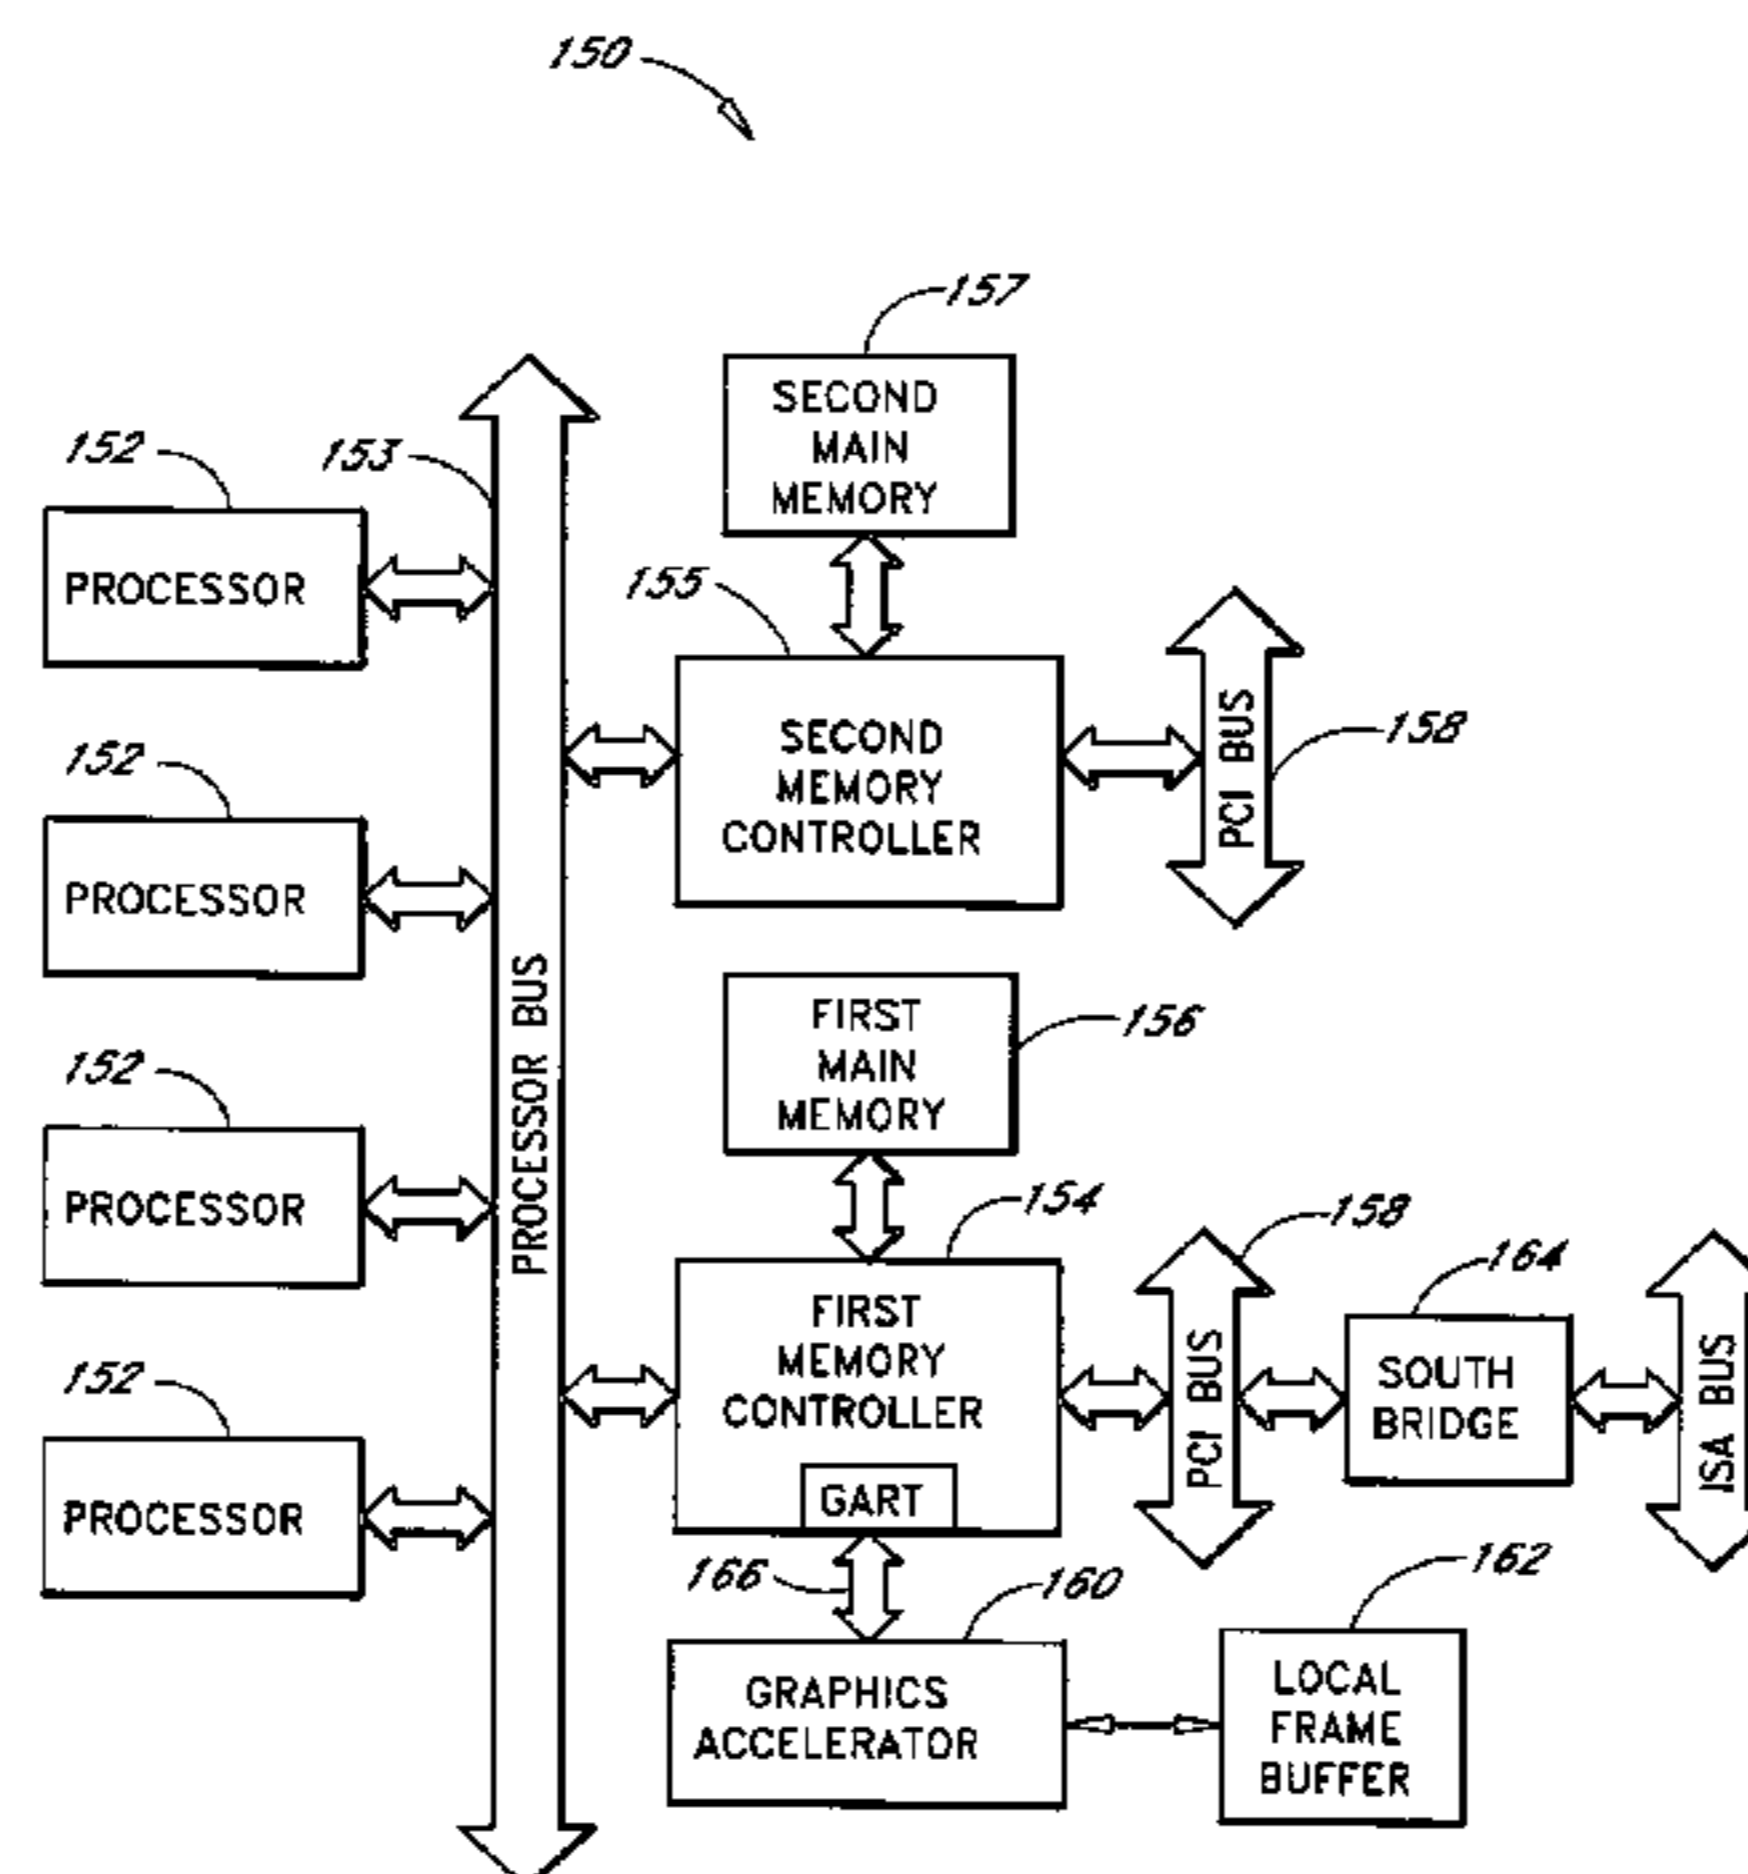 150
157
SECOND
MAIN
MEMORY
152
153
PROCESSOR
155
SECOND
MEMORY
CONTROLLER
PCI BUS
158
152
PROCESSOR
PROCESSOR BUS
FIRST
MAIN
MEMORY
156
152
PROCESSOR
154
FIRST
MEMORY
CONTROLLER
GART
158
PCI BUS
164
SOUTH
BRIDGE
ISA BUS
152
PROCESSOR
166
160
GRAPHICS
ACCELERATOR
162
LOCAL
FRAME
BUFFER